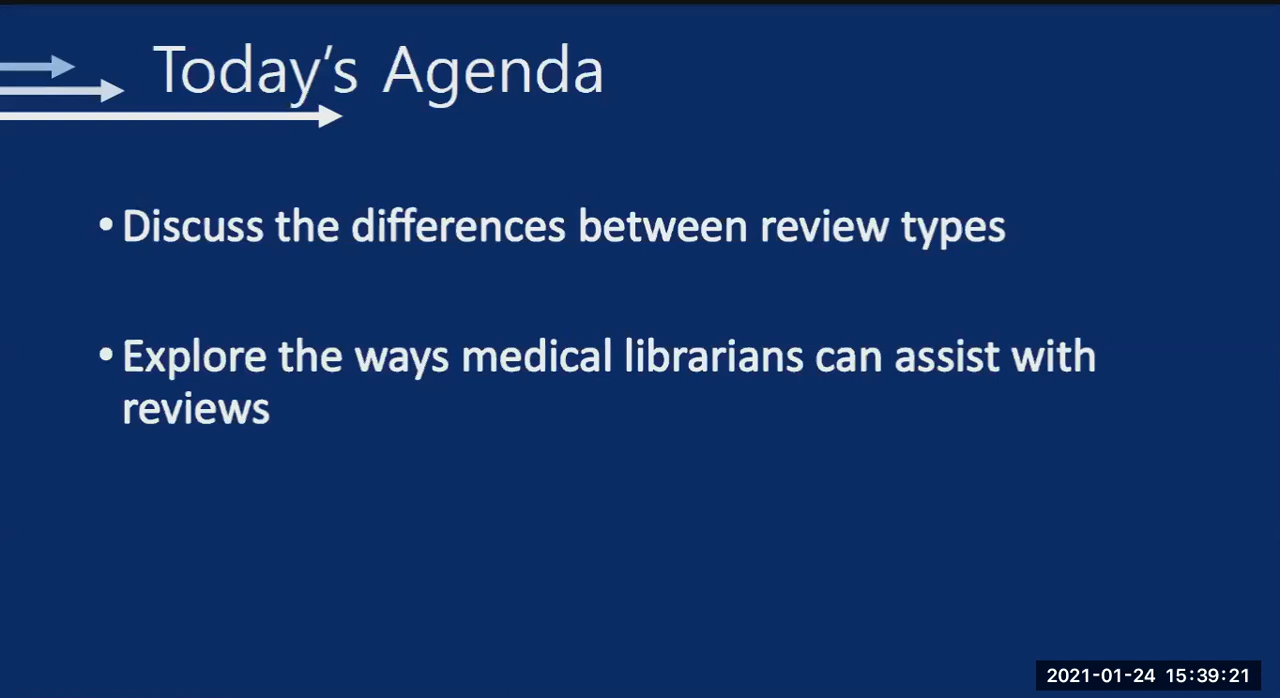 Today's Agenda
•Discuss the differences between review types
•Explore the ways medical librarians can assist with
reviews
2021-01-24 15:39:21